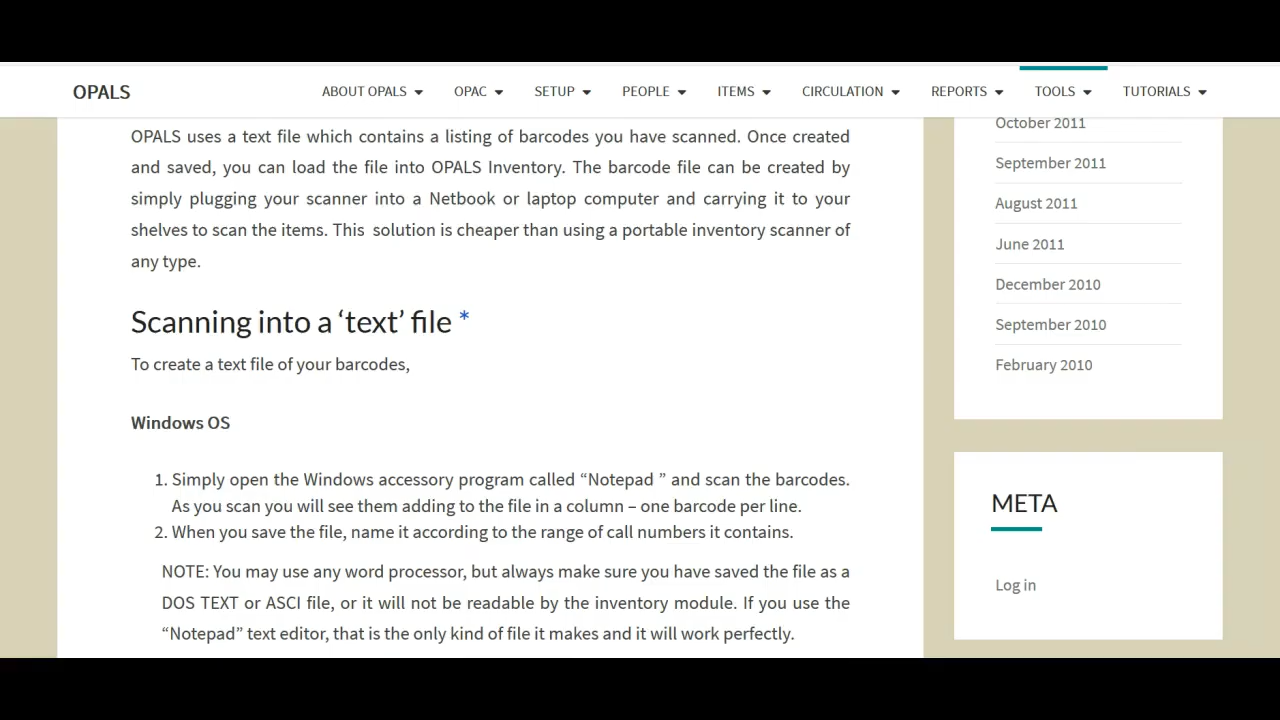 OPALS
ABOUT OPALS
OPAC
SETUP
PEOPLE
ITEMS
CIRCULATION
REPORTS
TOOLS
TUTORIALS
OPALS uses a text file which contains a listing of barcodes you have scanned. Once created
and saved, you can load the file into OPALS Inventory. The barcode file can be created by
simply plugging your scanner into a Netbook or laptop computer and carrying it to your
shelves to scan the items. This solution is cheaper than using a portable inventory scanner of
any type.
Scanning into a ‘text’ file *
To create a text file of your barcodes,
Windows OS
1. Simply open the Windows accessory program called “Notepad ” and scan the barcodes.
As you scan you will see them adding to the file in a column – one barcode per line.
2. When you save the file, name it according to the range of call numbers it contains.
NOTE: You may use any word processor, but always make sure you have saved the file as a
DOS TEXT or ASCI file, or it will not be readable by the inventory module. If you use the
“Notepad” text editor, that is the only kind of file it makes and it will work perfectly.
October 2011
September 2011
August 2011
June 2011
December 2010
September 2010
February 2010
META
Log in